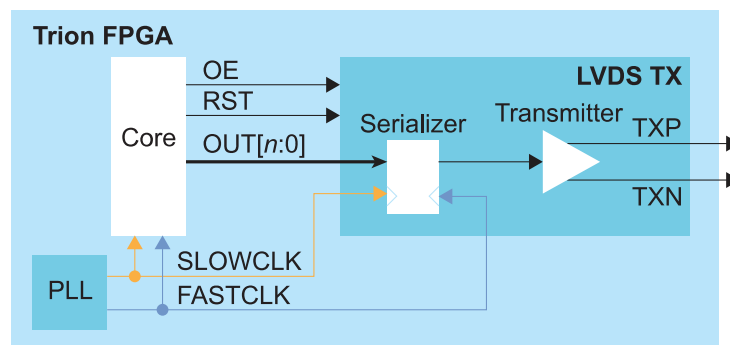 Trion FPGA
OE
LVDS TX
RST
Transmitter
Serializer
TXP
Core
OUT[n:0]
TXN
SLOWCLK
PLL
FASTCLK